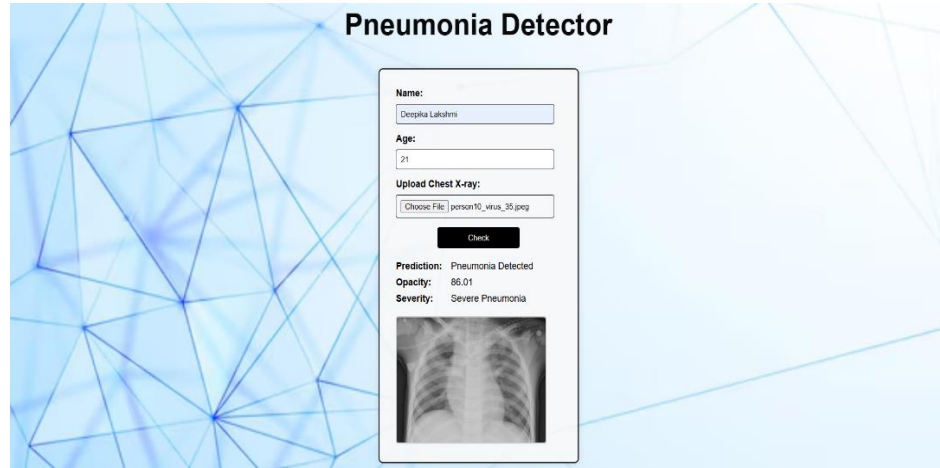 Pneumonia Detector
Name:
Deepika Lakshmi
Age:
21
Upload Chest X-ray:
Choose File person10_virus_35.jpeg
Check
Prediction: Pneumonia Detected
Opacity: 86.01
Severity: Severe Pneumonia